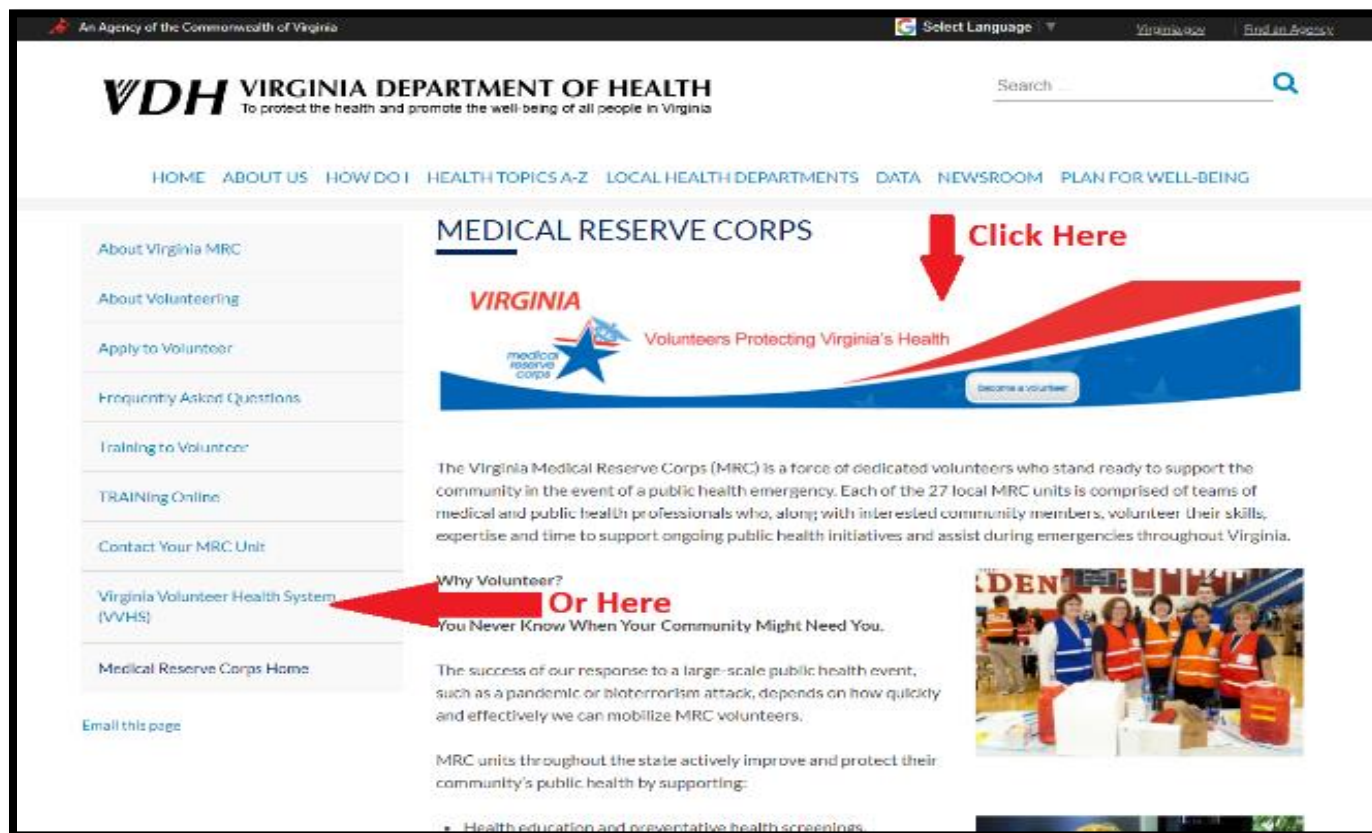 An Agency of the Commonwealth of Virginia
Select Language
Virginia.gov
Find an Agency
VDH VIRGINIA DEPARTMENT OF HEALTH
To protect the health and promote the well-being of all people in Virginia
Search ...
HOME ABOUT US HOW DO I HEALTH TOPICS A-Z LOCAL HEALTH DEPARTMENTS DATA NEWSROOM PLAN FOR WELL-BEING
About Virginia MRC
About Volunteering
Apply to Volunteer
Frequently Asked Questions
Training to Volunteer
TRAINing Online
Contact Your MRC Unit
Virginia Volunteer Health System
(VVHS)
Medical Reserve Corps Home
Email this page
MEDICAL RESERVE CORPS
Click Here
VIRGINIA
medical
reserve
corps
Volunteers Protecting Virginia's Health
become a volunteer
The Virginia Medical Reserve Corps (MRC) is a force of dedicated volunteers who stand ready to support the
community in the event of a public health emergency. Each of the 27 local MRC units is comprised of teams of
medical and public health professionals who, along with interested community members, volunteer their skills,
expertise and time to support ongoing public health initiatives and assist during emergencies throughout Virginia.
Why Volunteer?
Or Here
You Never Know When Your Community Might Need You.
The success of our response to a large-scale public health event,
such as a pandemic or bioterrorism attack, depends on how quickly
and effectively we can mobilize MRC volunteers.
MRC units throughout the state actively improve and protect their
community's public health by supporting:
• Health education and preventative health screenings.